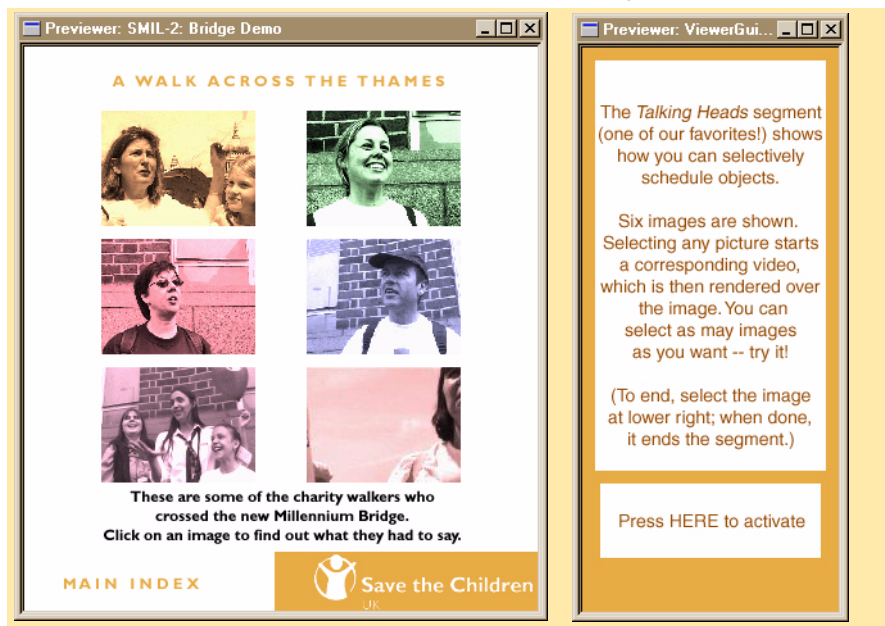 Previewer: SMIL-2: Bridge Demo
A WALK ACROSS THE THAMES
These are some of the charity walkers who
crossed the new Millennium Bridge.
Click on an image to find out what they had to say.
MAIN INDEX
Save the Children
UK
Previewer: ViewerGui...
The Talking Heads segment
(one of our favorites!) shows
how you can selectively
schedule objects.
Six images are shown.
Selecting any picture starts
a corresponding video,
which is then rendered over
the image. You can
select as may images
as you want -- try it!
(To end, select the image
at lower right; when done,
it ends the segment.)
Press HERE to activate